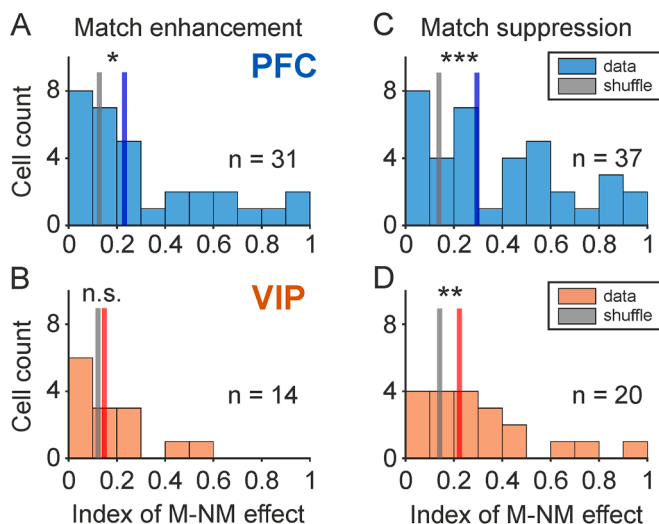 A Match enhancement
*
PFC
8
4
0
Cell count
n = 31
0 0.2 0.4 0.6 0.8 1
C Match suppression
***
data
shuffle
8
4
0
n = 37
0 0.2 0.4 0.6 0.8 1
B
n.s.
VIP
8
4
0
Cell count
n = 14
0 0.2 0.4 0.6 0.8 1
Index of M-NM effect
D
**
data
shuffle
8
4
0
n = 20
0 0.2 0.4 0.6 0.8 1
Index of M-NM effect